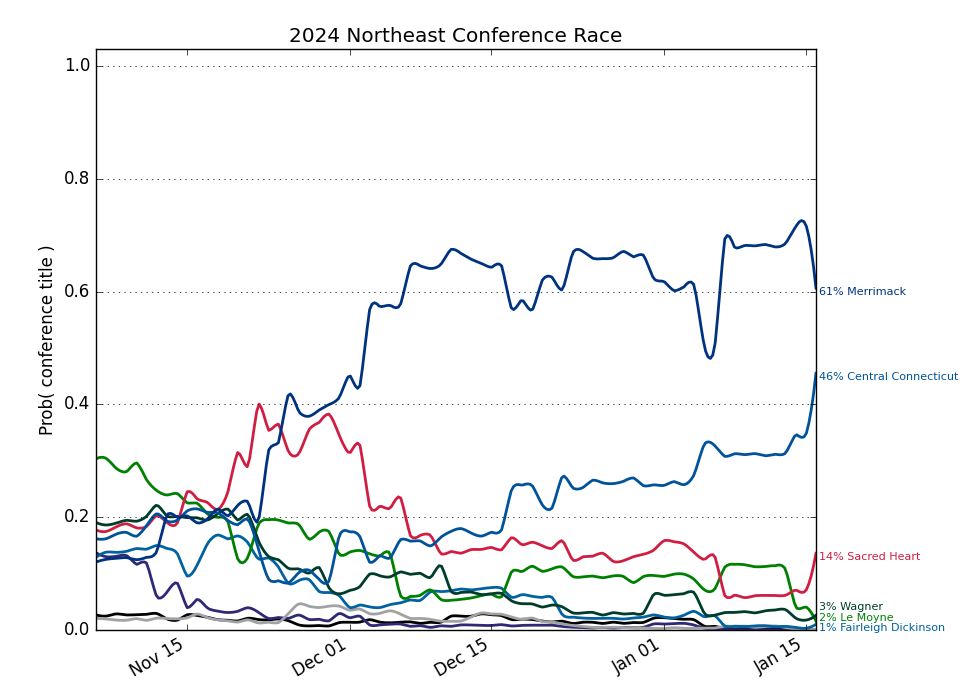 2024 Northeast Conference Race
Prob( conference title )
1.0
0.8
0.6
0.4
0.2
0.0
Nov 15
Dec 01
Dec 15
Jan 01
Jan 15
61% Merrimack
46% Central Connecticut
14% Sacred Heart
3% Wagner
2% Le Moyne
1% Fairleigh Dickinson